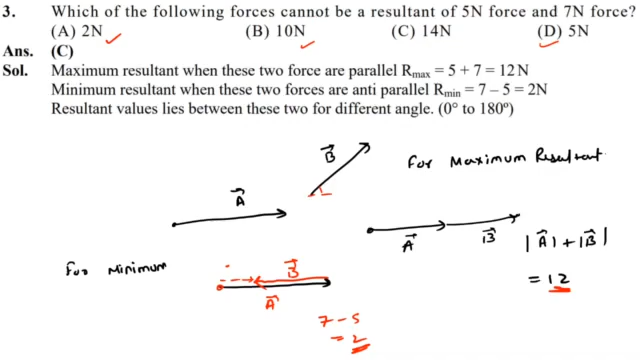 3. Which of the following forces cannot be a resultant of 5N force and 7N force?
(A) 2N (B) 10N (C) 14N (D) 5N
Ans. (C)
Sol. Maximum resultant when these two force are parallel Rmax = 5 + 7 = 12N
Minimum resultant when these two forces are anti parallel Rmin = 7 – 5 = 2N
Resultant values lies between these two for different angle. (0° to 180º)
B⃗
For Maximum Resultant
A⃗
A⃗ B⃗ |A⃗| + |B⃗|
For Minimum
B⃗
A⃗
= 12
7 – 5
= 2